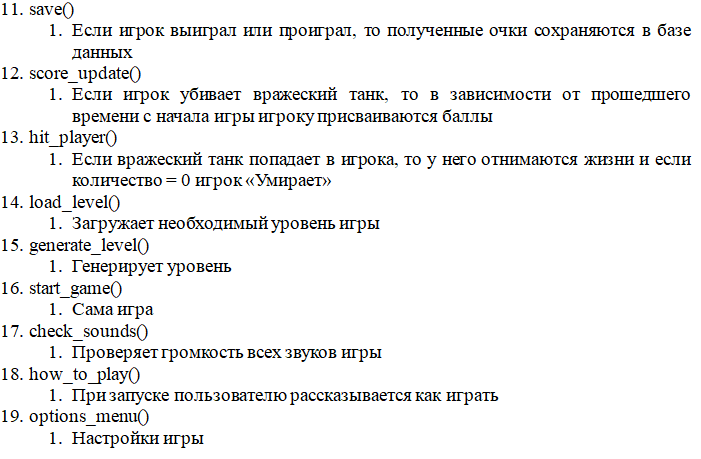 11. save()
1. Если игрок выиграл или проиграл, то полученные очки сохраняются в базе
данных
12. score_update()
1. Если игрок убивает вражеский танк, то в зависимости от прошедшего
времени с начала игры игроку присваиваются баллы
13. hit_player()
1. Если вражеский танк попадает в игрока, то у него отнимаются жизни и если
количество = 0 игрок «Умирает»
14. load_level()
1. Загружает необходимый уровень игры
15. generate_level()
1. Генерирует уровень
16. start_game()
1. Сама игра
17. check_sounds()
1. Проверяет громкость всех звуков игры
18. how_to_play()
1. При запуске пользователю рассказывается как играть
19. options_menu()
1. Настройки игры